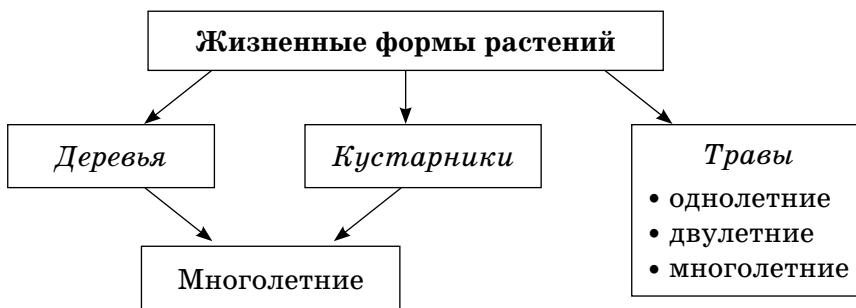 Жизненные формы растений
Деревья
Кустарники
Травы
• однолетние
• двулетние
• многолетние
Многолетние